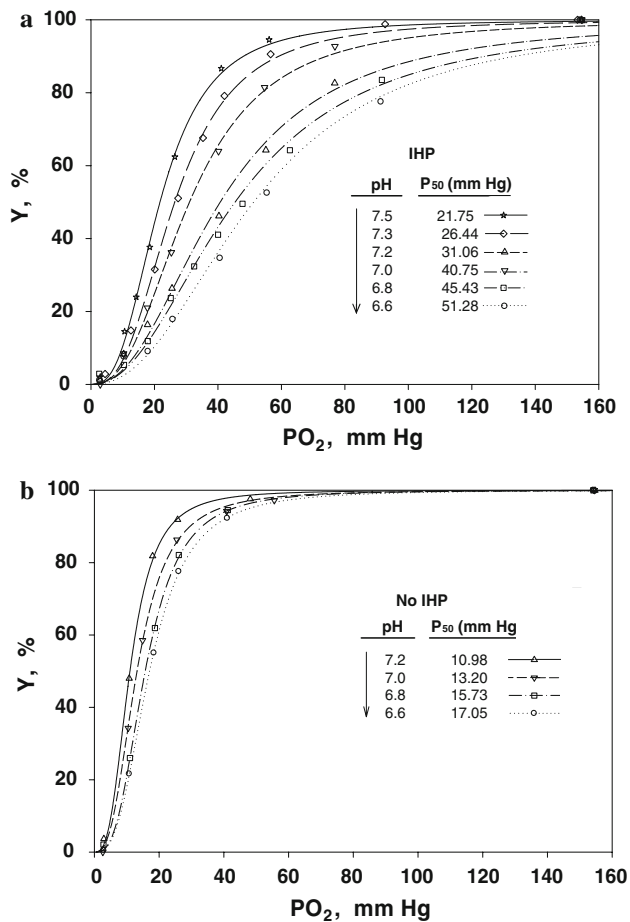 a
100
80
60
40
20
0
Y, %
IHP
pH P50 (mm Hg)
7.5 21.75
7.3 26.44
7.2 31.06
7.0 40.75
6.8 45.43
6.6 51.28
0 20 40 60 80 100 120 140 160
PO2, mm Hg
b
100
80
60
40
20
0
Y, %
No IHP
pH P50 (mm Hg
7.2 10.98
7.0 13.20
6.8 15.73
6.6 17.05
0 20 40 60 80 100 120 140 160
PO2, mm Hg